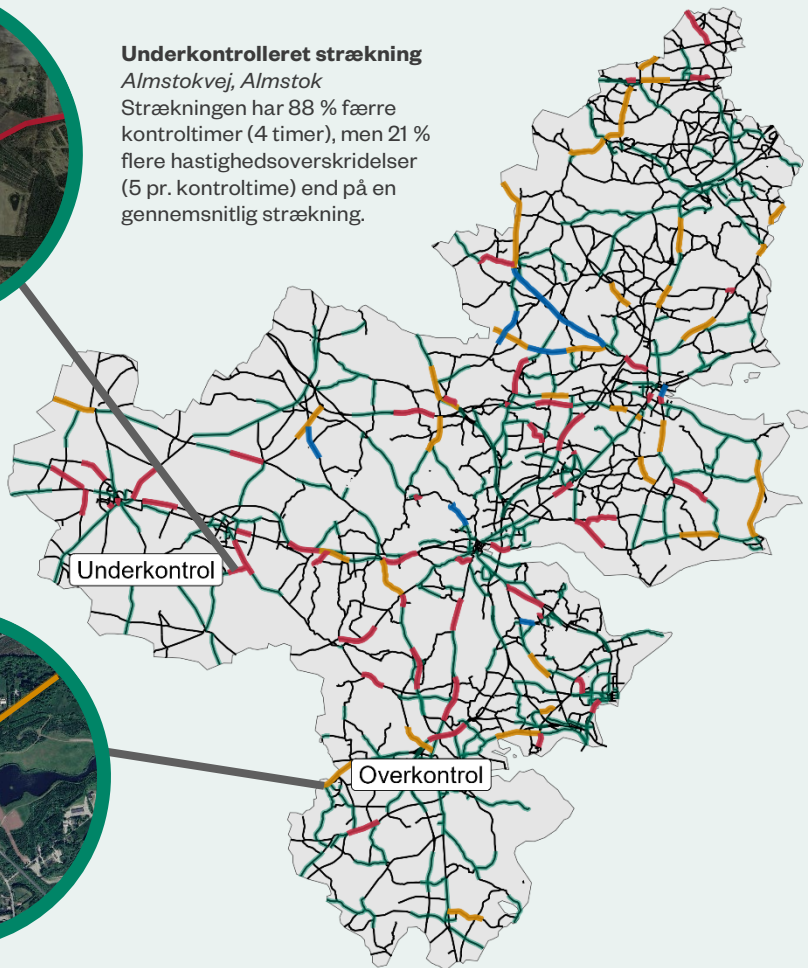 Underkontrolleret strækning
Almstokvej, Almstok
Strækningen har 88 % færre
kontroltimer (4 timer), men 21 %
flere hastighedsoverskridelser
(5 pr. kontroltime) end på en
gennemsnitlig strækning.
Underkontrol
Overkontrol